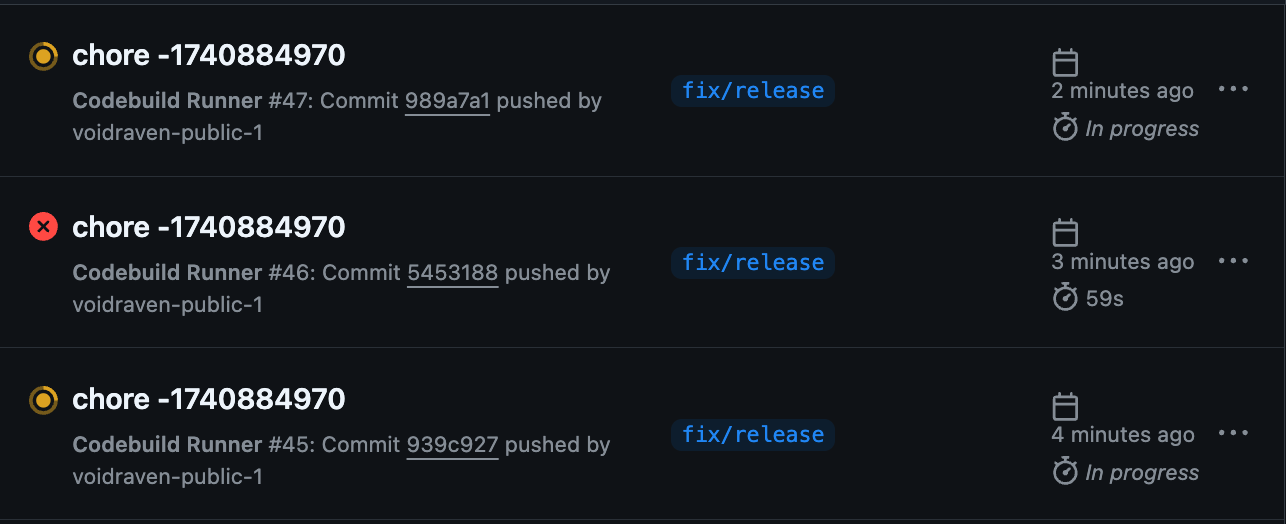 chore -1740884970
Codebuild Runner #47: Commit 989a7a1 pushed by
voidraven-public-1
fix/release
2 minutes ago
In progress
chore -1740884970
Codebuild Runner #46: Commit 5453188 pushed by
voidraven-public-1
fix/release
3 minutes ago
59s
chore -1740884970
Codebuild Runner #45: Commit 939c927 pushed by
voidraven-public-1
fix/release
4 minutes ago
In progress